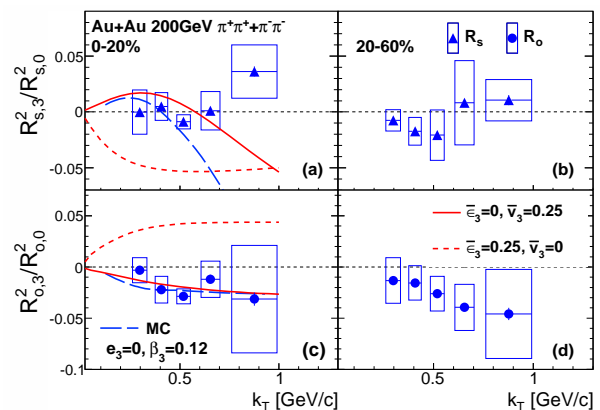 Au+Au 200GeV π⁺π⁺+π⁻π⁻
0-20%
20-60%
R_s
R_o
R²_{s,3}/R²_{s,0}
0.05
0
-0.05
(a)
(b)
R²_{o,3}/R²_{o,0}
0.05
0
-0.05
-0.1
MC
e₃=0, β₃=0.12
(c)
ε̄₃=0, v̄₃=0.25
ε̄₃=0.25, v̄₃=0
(d)
0.5
1
0.5
1
k_T [GeV/c]
k_T [GeV/c]